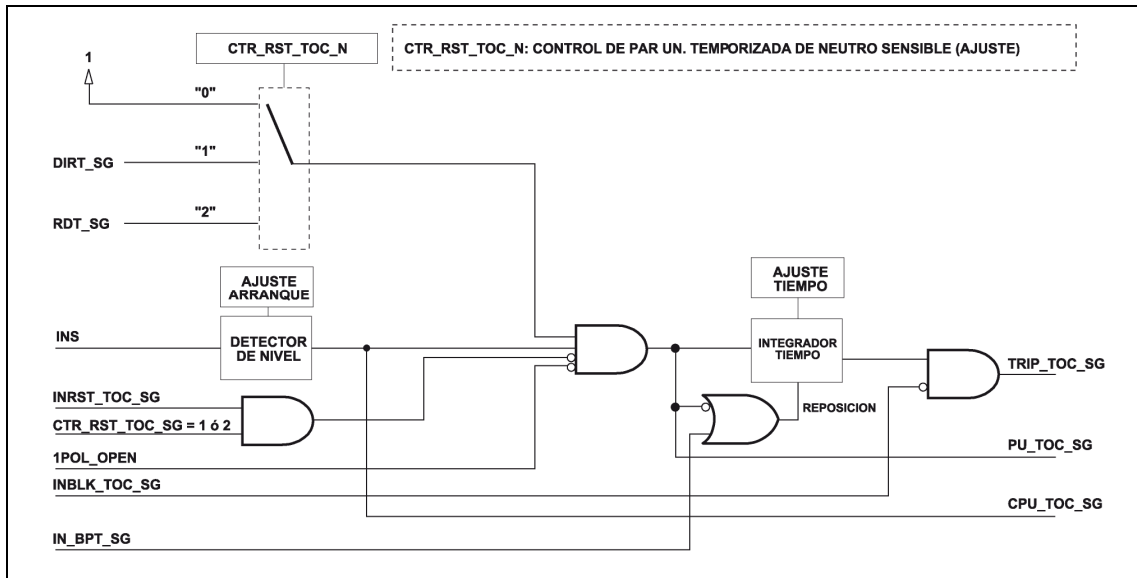 CTR_RST_TOC_N
CTR_RST_TOC_N: CONTROL DE PAR UN. TEMPORIZADA DE NEUTRO SENSIBLE (AJUSTE)
1
"0"
DIRT_SG
"1"
RDT_SG
"2"
AJUSTE
ARRANQUE
AJUSTE
TIEMPO
INS
DETECTOR
DE NIVEL
INTEGRADOR
TIEMPO
TRIP_TOC_SG
INRST_TOC_SG
REPOSICION
CTR_RST_TOC_SG = 1 ó 2
1POL_OPEN
PU_TOC_SG
INBLK_TOC_SG
CPU_TOC_SG
IN_BPT_SG